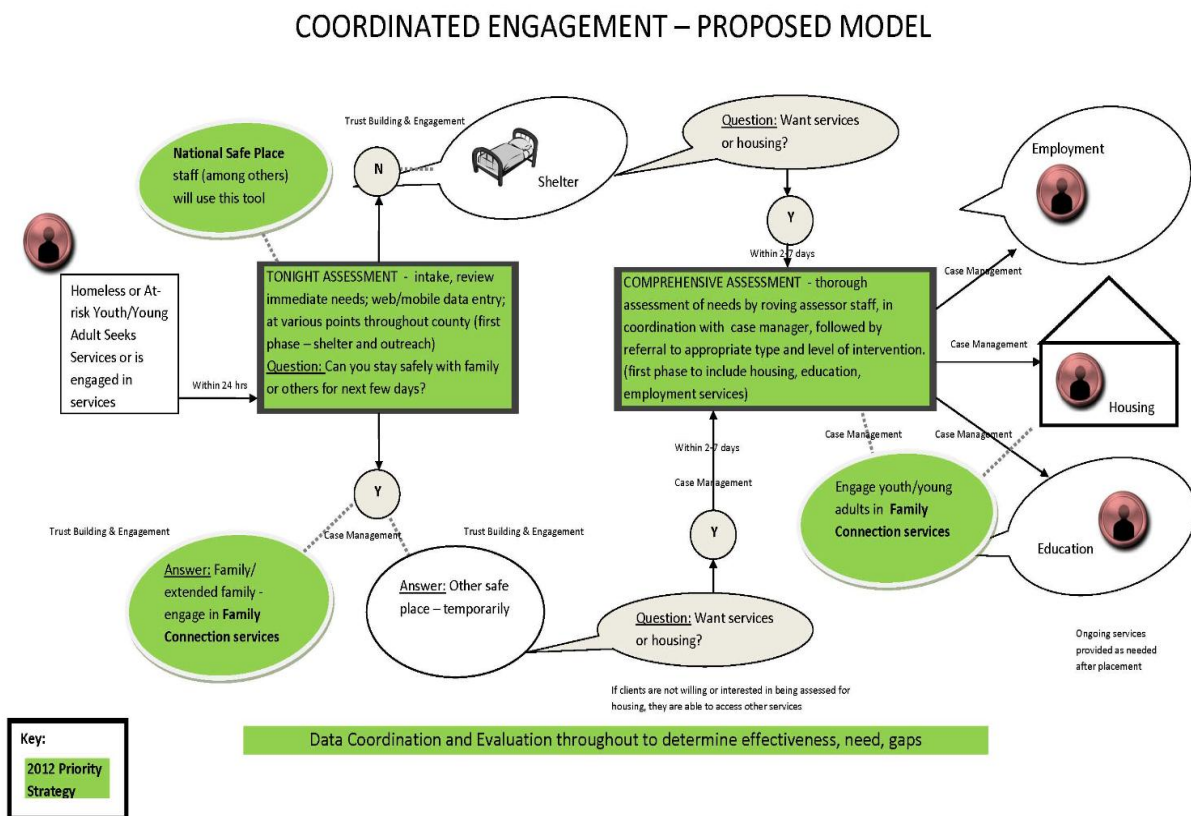 COORDINATED ENGAGEMENT – PROPOSED MODEL
Trust Building & Engagement
National Safe Place
staff (among others)
will use this tool
N
Shelter
Question: Want services
or housing?
Y
Within 2-7 days
Employment
Case Management
Homeless or At-
risk Youth/Young
Adult Seeks
Services or is
engaged in
services
Within 24 hrs
TONIGHT ASSESSMENT - intake, review
immediate needs; web/mobile data entry;
at various points throughout county (first
phase – shelter and outreach)
Question: Can you stay safely with family
or others for next few days?
COMPREHENSIVE ASSESSMENT - thorough
assessment of needs by roving assessor staff, in
coordination with case manager, followed by
referral to appropriate type and level of intervention.
(first phase to include housing, education,
employment services)
Case Management
Housing
Case Management
Case Management
Within 2-7 days
Case Management
Y
Engage youth/young
adults in Family
Connection services
Education
Y
Trust Building & Engagement
Case Management
Trust Building & Engagement
Answer: Family/
extended family -
engage in Family
Connection services
Answer: Other safe
place – temporarily
Question: Want services
or housing?
Ongoing services
provided as needed
after placement
If clients are not willing or interested in being assessed for
housing, they are able to access other services
Key:
2012 Priority
Strategy
Data Coordination and Evaluation throughout to determine effectiveness, need, gaps